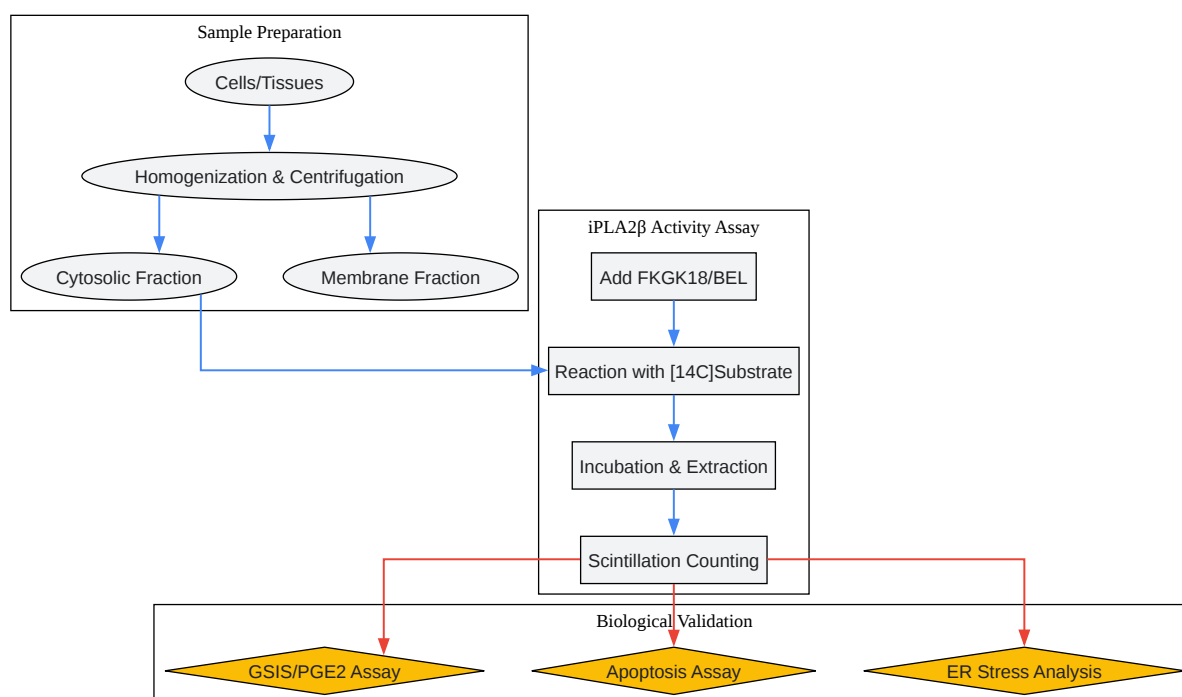 Sample Preparation
Cells/Tissues
Homogenization & Centrifugation
Cytosolic Fraction
Membrane Fraction
iPLA2β Activity Assay
Add FKGK18/BEL
Reaction with [14C]Substrate
Incubation & Extraction
Scintillation Counting
Biological Validation
GSIS/PGE2 Assay
Apoptosis Assay
ER Stress Analysis